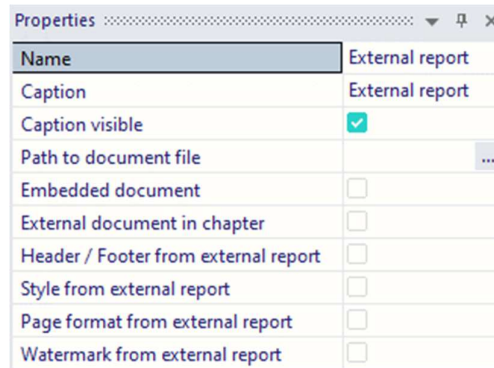 Properties
Name External report
Caption External report
Caption visible
Path to document file ...
Embedded document
External document in chapter
Header / Footer from external report
Style from external report
Page format from external report
Watermark from external report